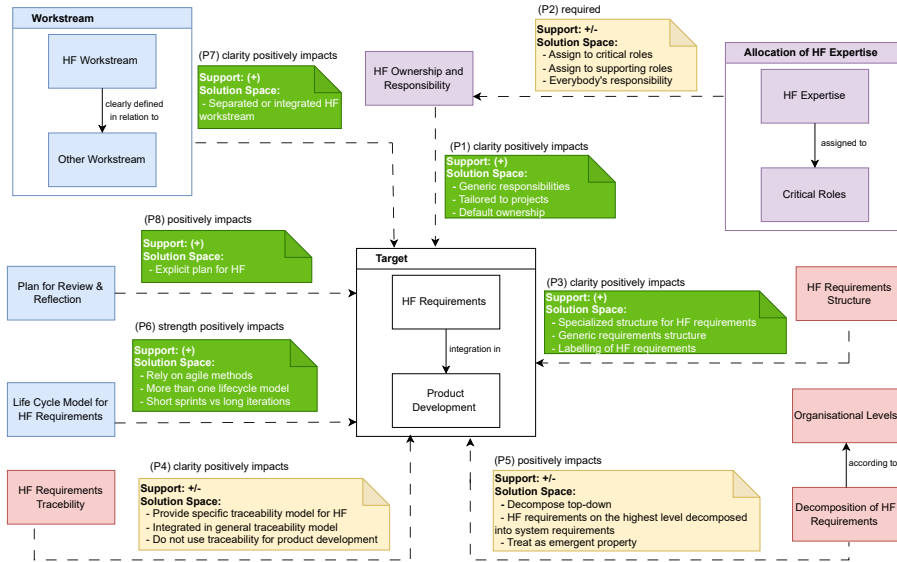 Workstream
HF Workstream
clearly defined
in relation to
Other Workstream
(P7) clarity positively impacts
Support: (+)
Solution Space:
- Separated or integrated HF
workstream
HF Ownership and
Responsibility
(P2) required
Support: +/-
Solution Space:
- Assign to critical roles
- Assign to supporting roles
- Everybody's responsibility
Allocation of HF Expertise
HF Expertise
assigned to
Critical Roles
(P1) clarity positively impacts
Support: (+)
Solution Space:
- Generic responsibilities
- Tailored to projects
- Default ownership
(P8) positively impacts
Support: (+)
Solution Space:
- Explicit plan for HF
Plan for Review &
Reflection
Target
HF Requirements
integration in
Product
Development
(P3) clarity positively impacts
Support: (+)
Solution Space:
- Specialized structure for HF requirements
- Generic requirements structure
- Labelling of HF requirements
HF Requirements
Structure
(P6) strength positively impacts
Support: (+)
Solution Space:
- Rely on agile methods
- More than one lifecycle model
- Short sprints vs long iterations
Life Cycle Model for
HF Requirements
Organisational Levels
according to
Decomposition of HF
Requirements
HF Requirements
Tracebility
(P4) clarity positively impacts
Support: +/-
Solution Space:
- Provide specific traceability model for HF
- Integrated in general traceability model
- Do not use traceability for product development
(P5) positively impacts
Support: +/-
Solution Space:
- Decompose top-down
- HF requirements on the highest level decomposed
into system requirements
- Treat as emergent property